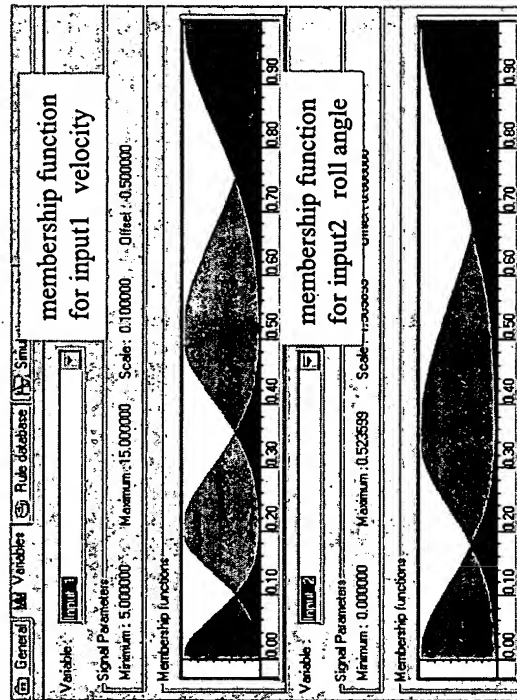 General Variables Rule database Simul
Variable: Input_1
membership function
for input1 velocity
Signal Parameters
Minimum: 5.000000 Maximum: 15.000000 Scale: 0.100000 Offset: -0.500000
Membership functions
0.00 0.10 0.20 0.30 0.40 0.50 0.60 0.70 0.80 0.90
Variable: Input_2
membership function
for input2 roll angle
Signal Parameters
Minimum: 0.000000 Maximum: 0.523599 Scale:
Membership functions
0.00 0.10 0.20 0.30 0.40 0.50 0.60 0.70 0.80 0.90